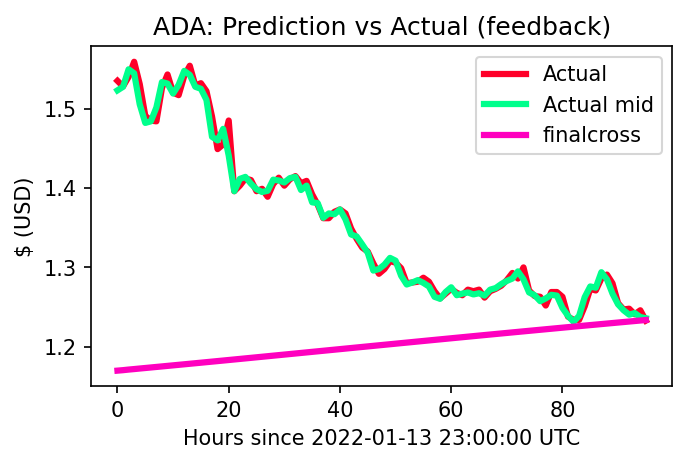 ADA: Prediction vs Actual (feedback)
Actual
Actual mid
finalcross
$ (USD)
1.5
1.4
1.3
1.2
0
20
40
60
80
Hours since 2022-01-13 23:00:00 UTC